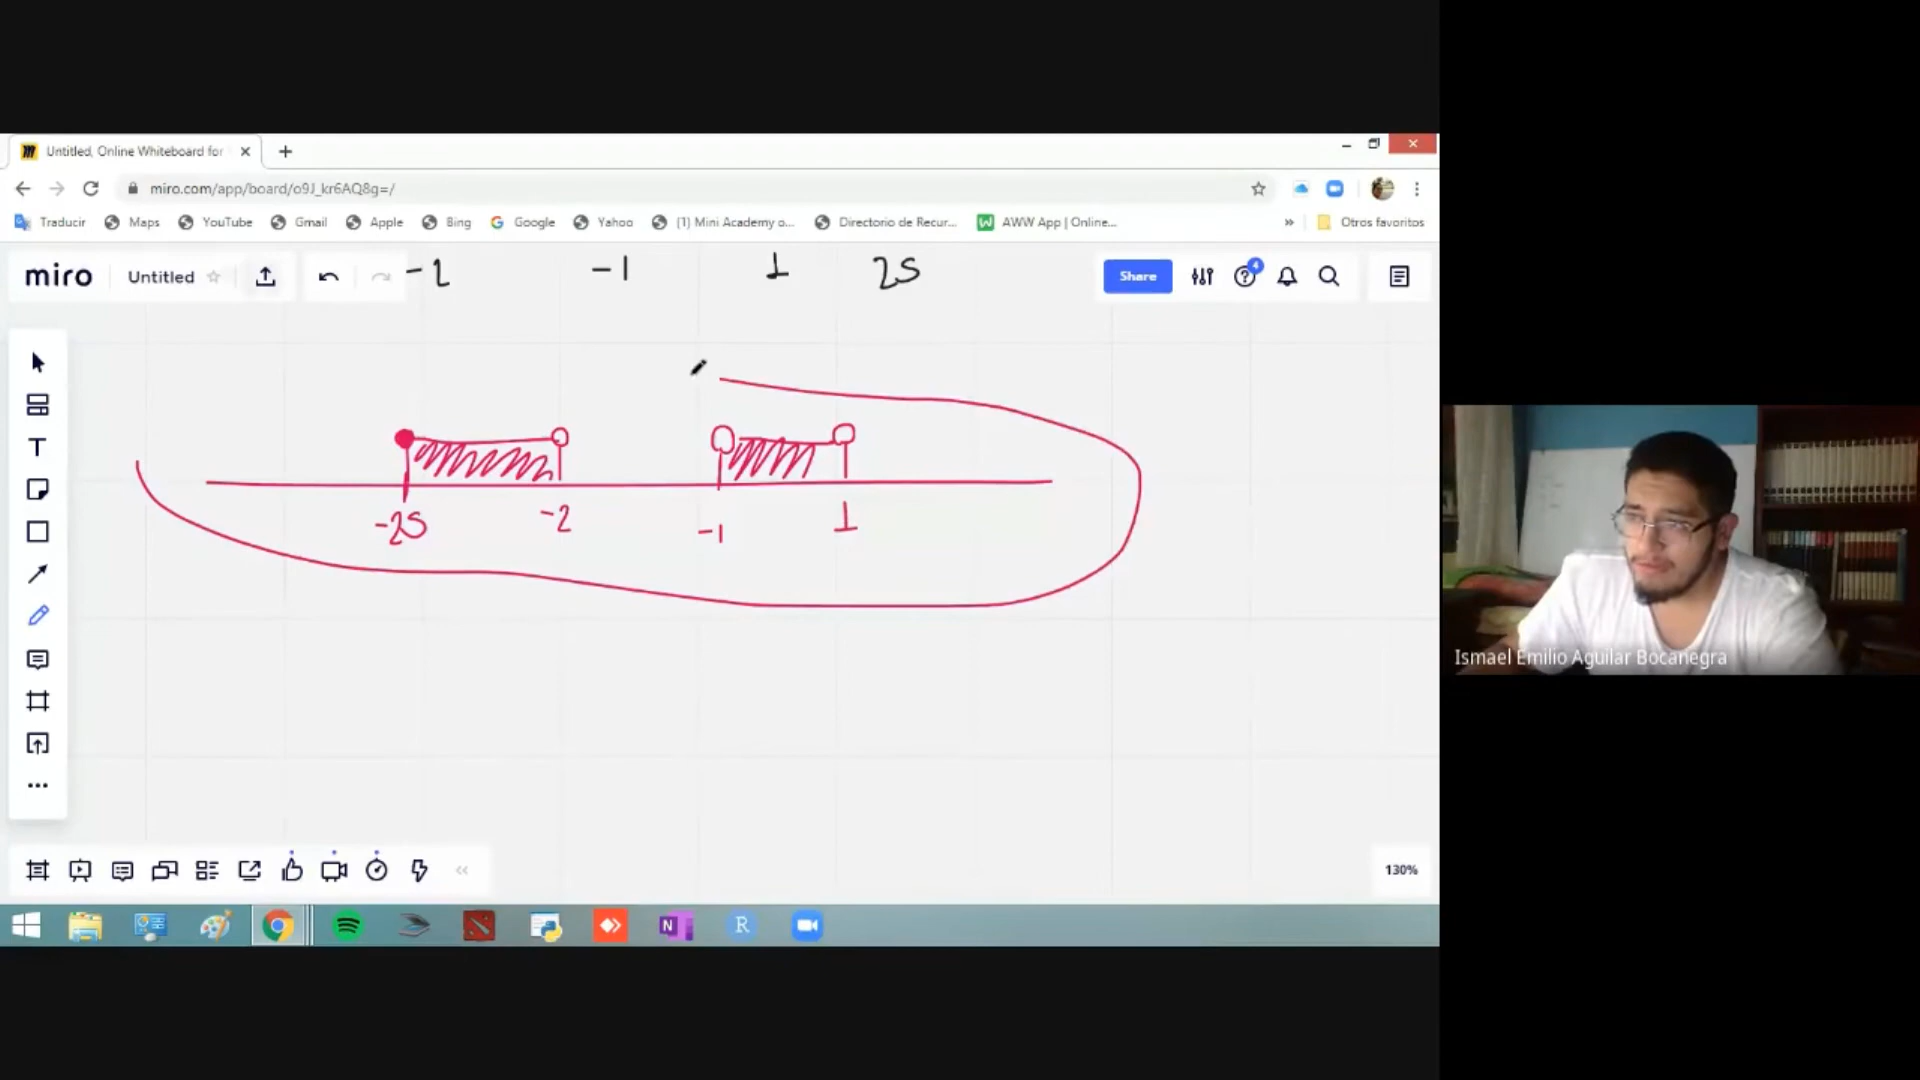 Untitled, Online Whiteboard for
miro.com/app/board/o9J_kr6AQ8g=/
Traducir Maps YouTube Gmail Apple Bing Google Yahoo (1) Mini Academy o... Directorio de Recur... AWW App | Online... » Otros favoritos
miro Untitled -2 -1 1 25 Share 4
-25 -2 -1 1
Ismael Emilio Aguilar Bocanegra
130%